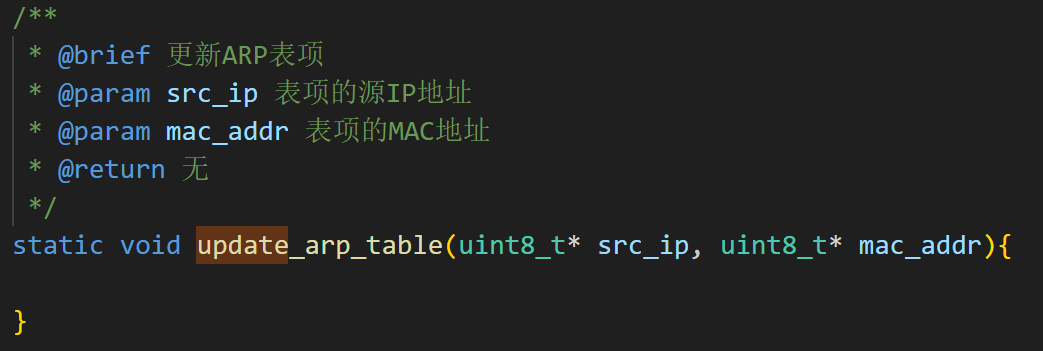 /**
 * @brief 更新ARP表项
 * @param src_ip 表项的源IP地址
 * @param mac_addr 表项的MAC地址
 * @return 无
 */
static void update_arp_table(uint8_t* src_ip, uint8_t* mac_addr){
}